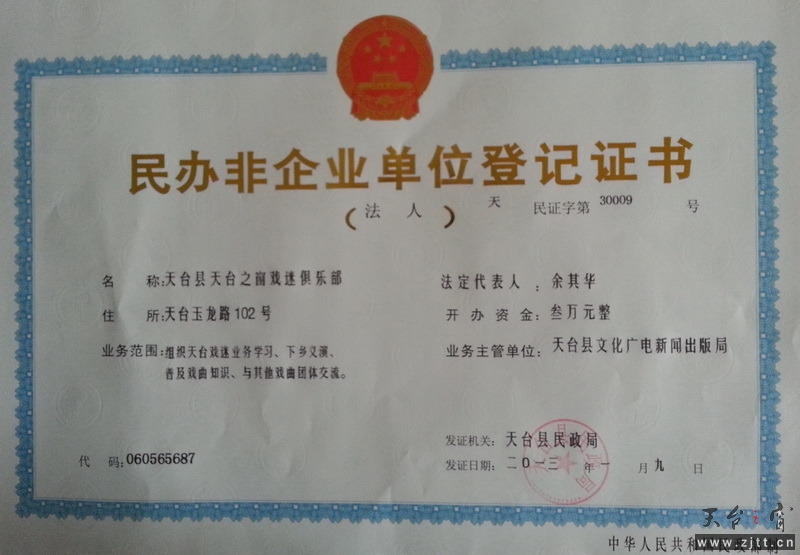 民办非企业单位登记证书
（法 人） 天 民证字第 30009 号
名 称:天台县天台之窗戏迷俱乐部
法定代表人 : 余其华
住 所:天台玉龙路102号
开 办 资 金: 叁万元整
业务范围: 组织天台戏迷业务学习、下乡义演、
普及戏曲知识、与其他戏曲团体交流。
业务主管单位: 天台县文化广电新闻出版局
发证机关: 天台县民政局
代 码:060565687
发证日期: 二0一三 年 一 月 九 日
天台之窗
www.zjtt.cn
中华人民共和